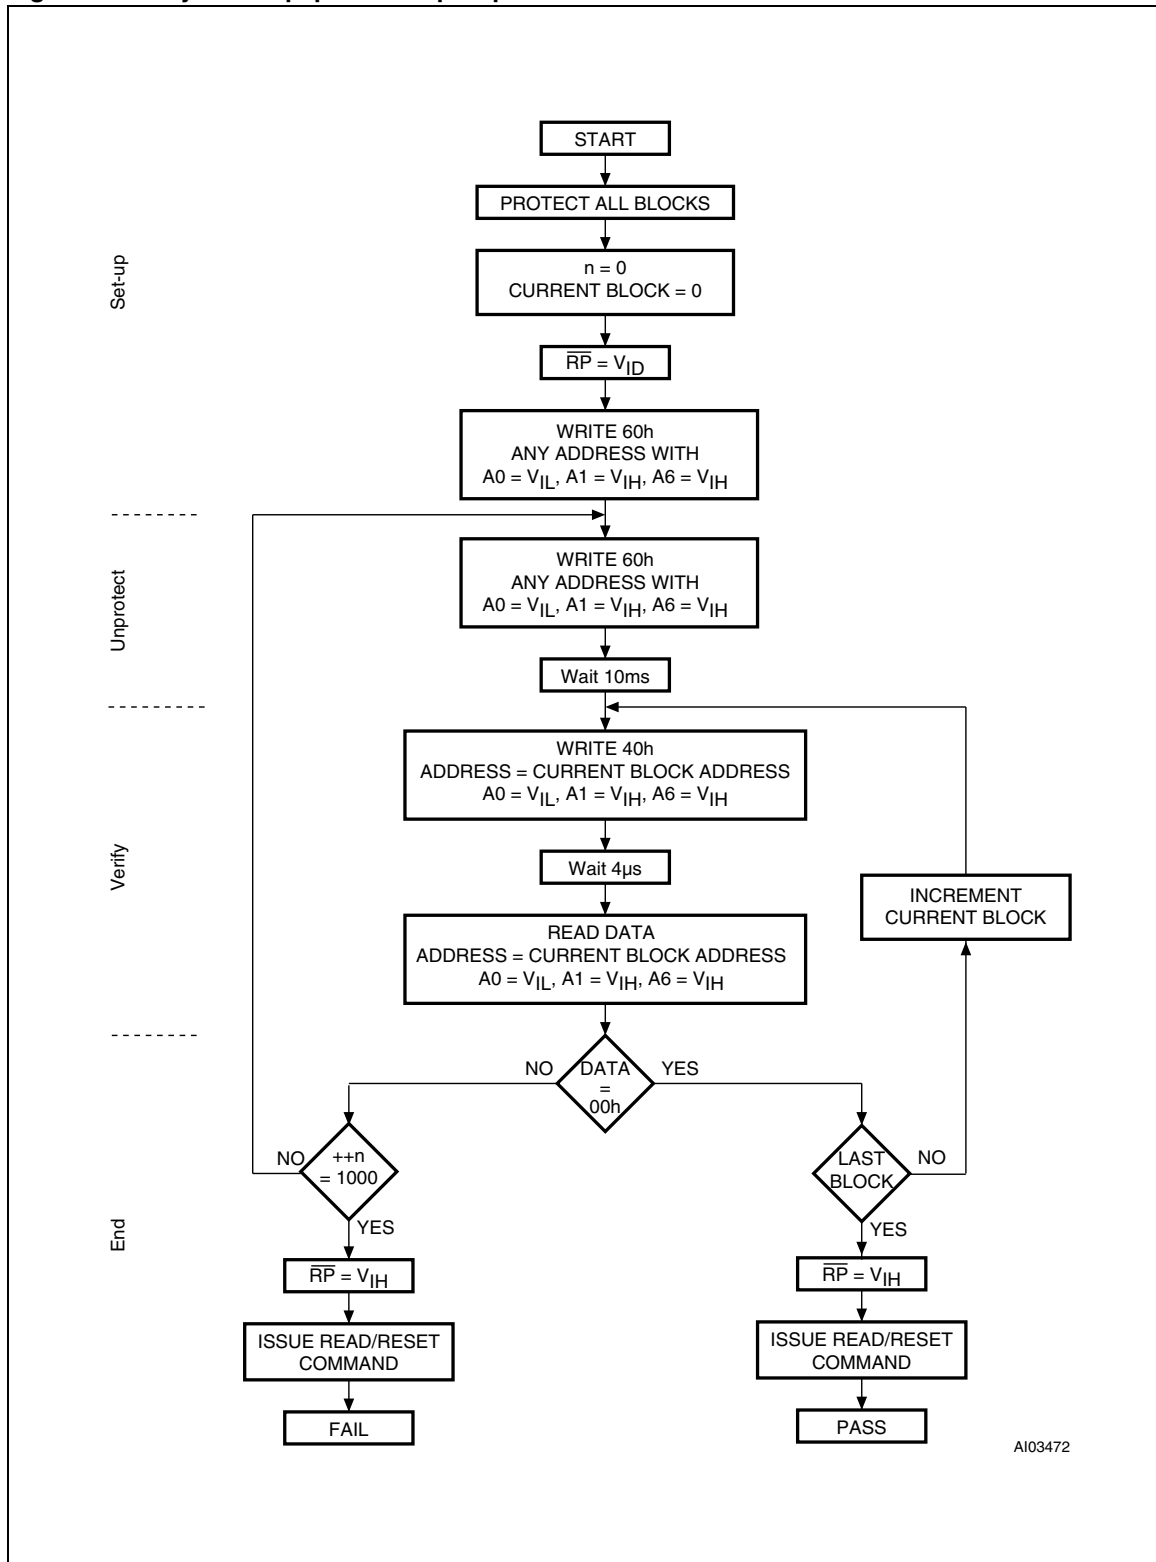 START
PROTECT ALL BLOCKS
n = 0
CURRENT BLOCK = 0
Set-up
RP = VID
WRITE 60h
ANY ADDRESS WITH
A0 = VIL, A1 = VIH, A6 = VIH
WRITE 60h
ANY ADDRESS WITH
A0 = VIL, A1 = VIH, A6 = VIH
Unprotect
Wait 10ms
WRITE 40h
ADDRESS = CURRENT BLOCK ADDRESS
A0 = VIL, A1 = VIH, A6 = VIH
Verify
Wait 4µs
INCREMENT
CURRENT BLOCK
READ DATA
ADDRESS = CURRENT BLOCK ADDRESS
A0 = VIL, A1 = VIH, A6 = VIH
NO
DATA
=
00h
YES
NO
++n
= 1000
YES
LAST
BLOCK
NO
YES
End
RP = VIH
RP = VIH
ISSUE READ/RESET
COMMAND
ISSUE READ/RESET
COMMAND
FAIL
PASS
AI03472